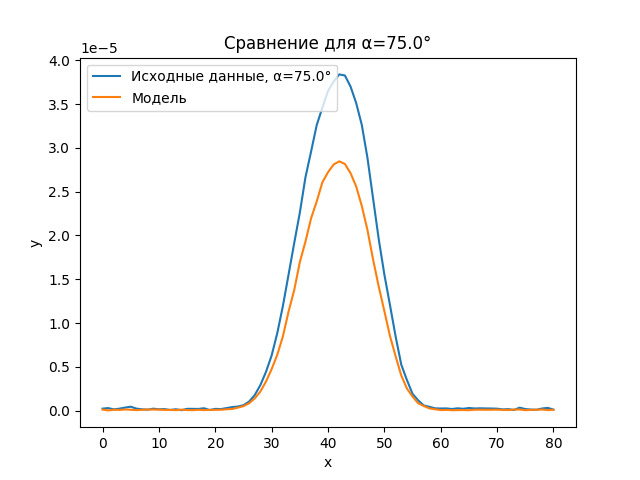 Сравнение для α=75.0°
1e−5
Исходные данные, α=75.0°
Модель
4.0
3.5
3.0
2.5
2.0
1.5
1.0
0.5
0.0
y
0 10 20 30 40 50 60 70 80
x